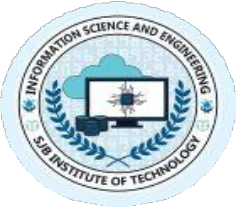 INFORMATION SCIENCE AND ENGINEERING
SJB INSTITUTE OF TECHNOLOGY